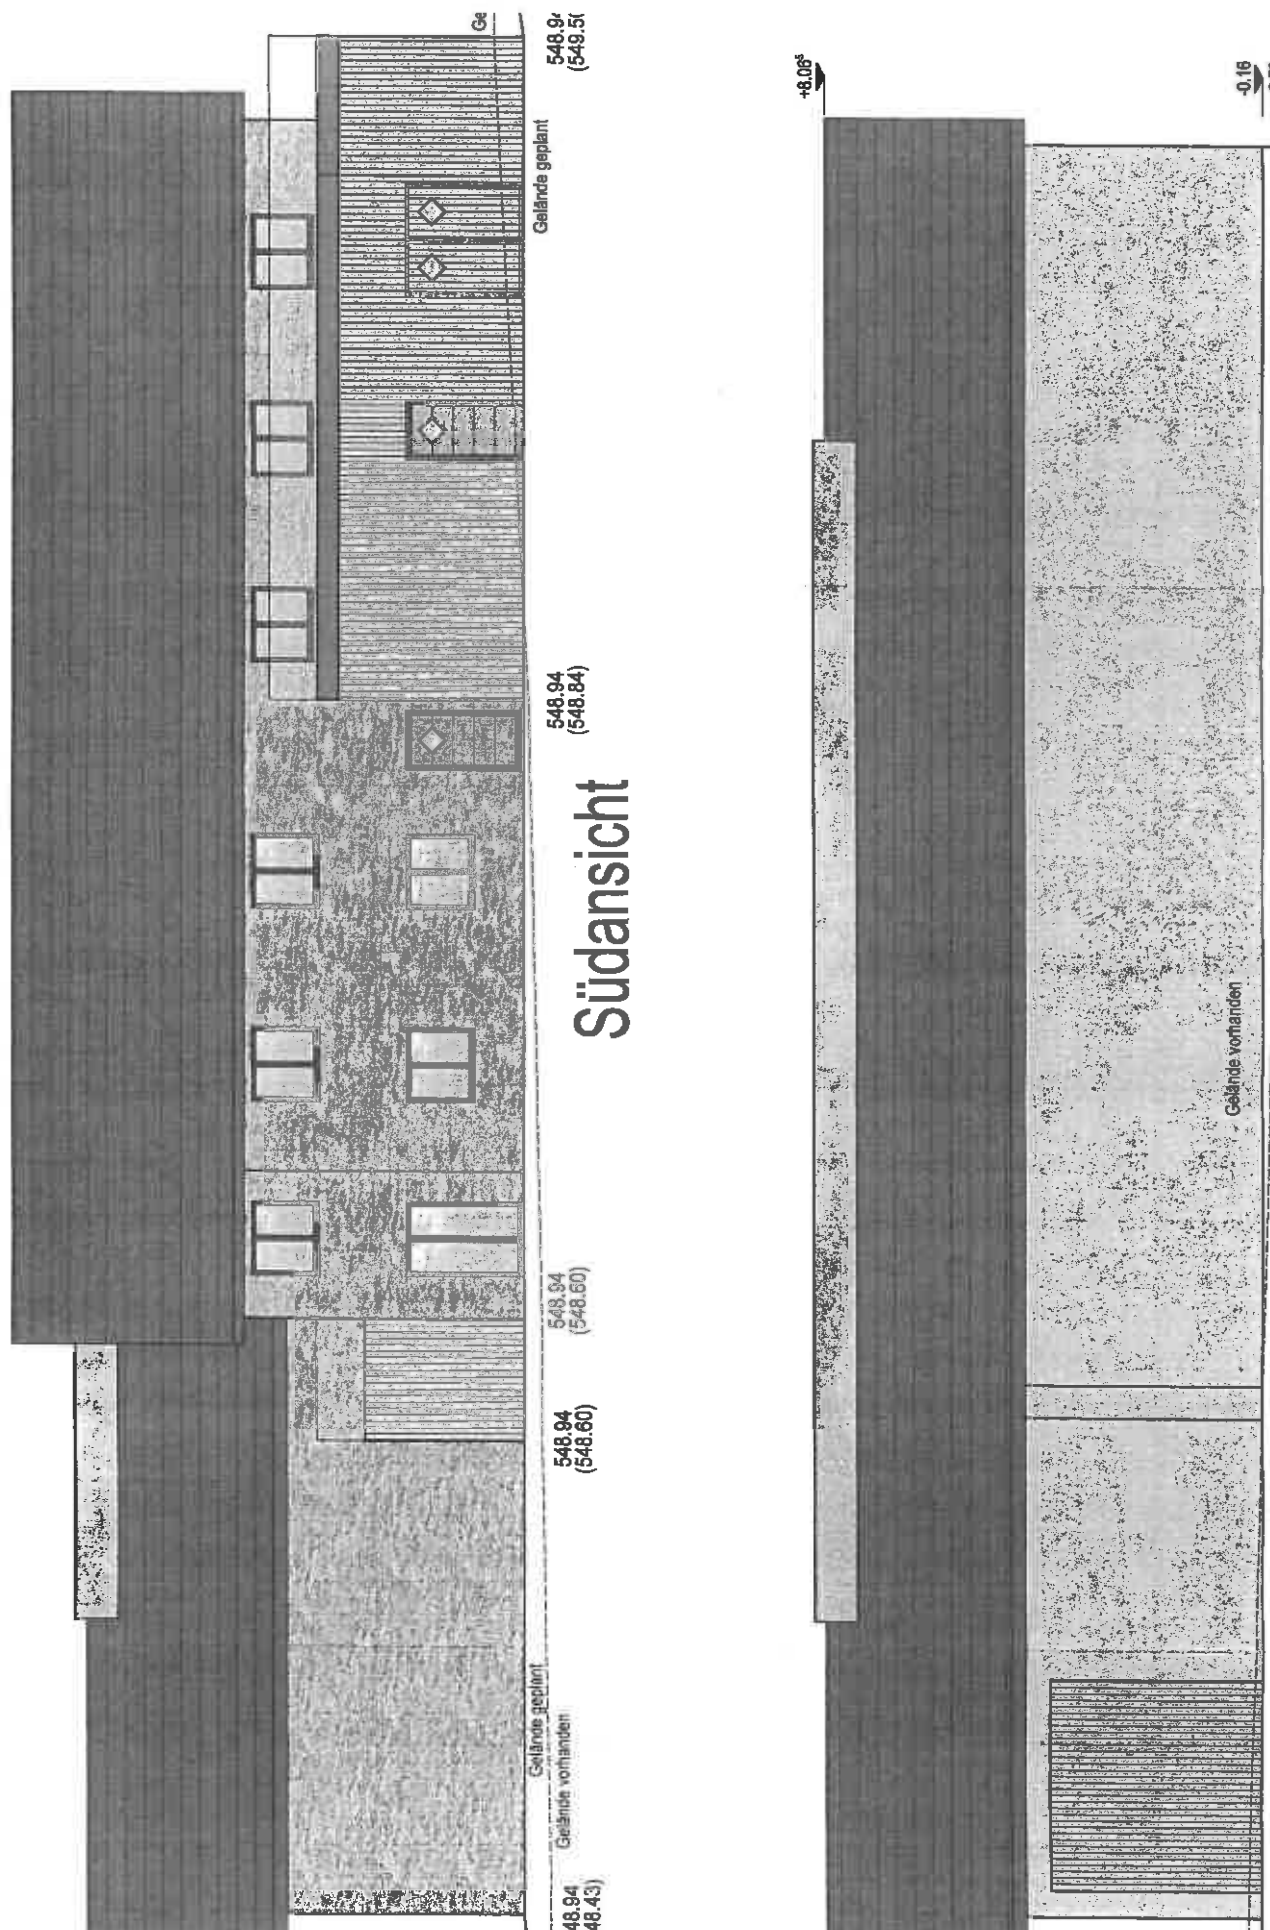 Gelände geplant
Gelände vorhanden
548.94
(548.60)
548.94
(548.60)
548.94
(548.84)
Gelände geplant
Südansicht
Gelände vorhanden
+8.06⁵
-0.16